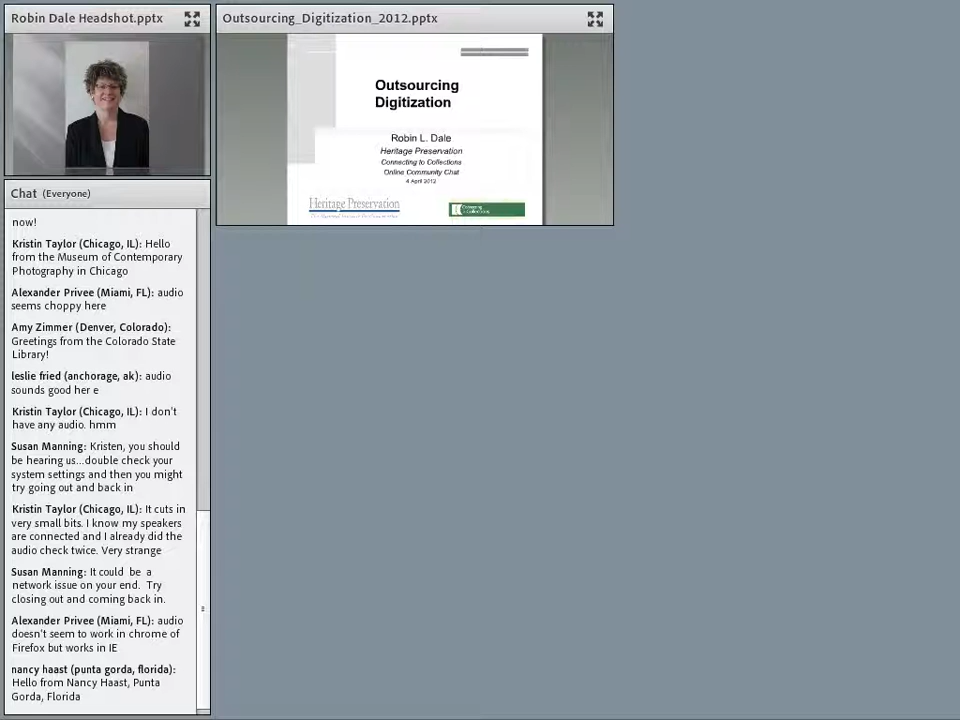 Robin Dale Headshot.pptx
Outsourcing_Digitization_2012.pptx
Outsourcing
Digitization
Robin L. Dale
Heritage Preservation
Connecting to Collections
Online Community Chat
4 April 2012
Heritage Preservation
Chat (Everyone)
now!
Kristin Taylor (Chicago, IL): Hello
from the Museum of Contemporary
Photography in Chicago
Alexander Privee (Miami, FL): audio
seems choppy here
Amy Zimmer (Denver, Colorado):
Greetings from the Colorado State
Library!
leslie fried (anchorage, ak): audio
sounds good her e
Kristin Taylor (Chicago, IL): I don't
have any audio. hmm
Susan Manning: Kristen, you should
be hearing us...double check your
system settings and then you might
try going out and back in
Kristin Taylor (Chicago, IL): It cuts in
very small bits. I know my speakers
are connected and I already did the
audio check twice. Very strange
Susan Manning: It could be a
network issue on your end. Try
closing out and coming back in.
Alexander Privee (Miami, FL): audio
doesn't seem to work in chrome of
Firefox but works in IE
nancy haast (punta gorda, florida):
Hello from Nancy Haast, Punta
Gorda, Florida